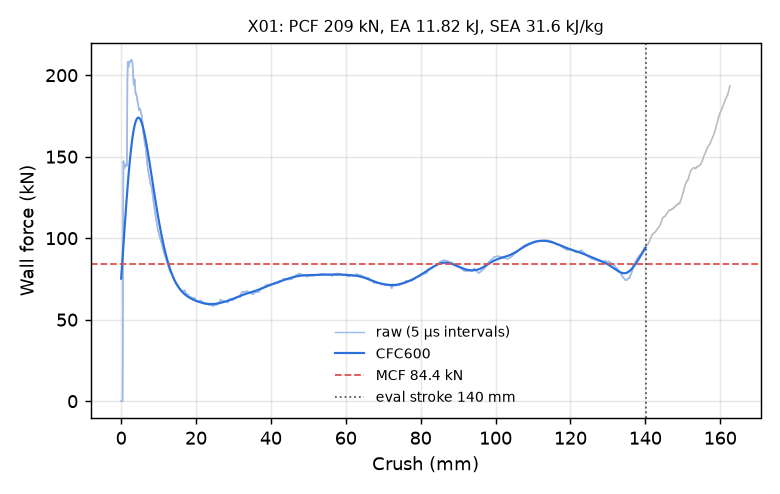 X01: PCF 209 kN, EA 11.82 kJ, SEA 31.6 kJ/kg
Wall force (kN)
200
150
100
50
0
raw (5 µs intervals)
CFC600
MCF 84.4 kN
eval stroke 140 mm
0 20 40 60 80 100 120 140 160
Crush (mm)